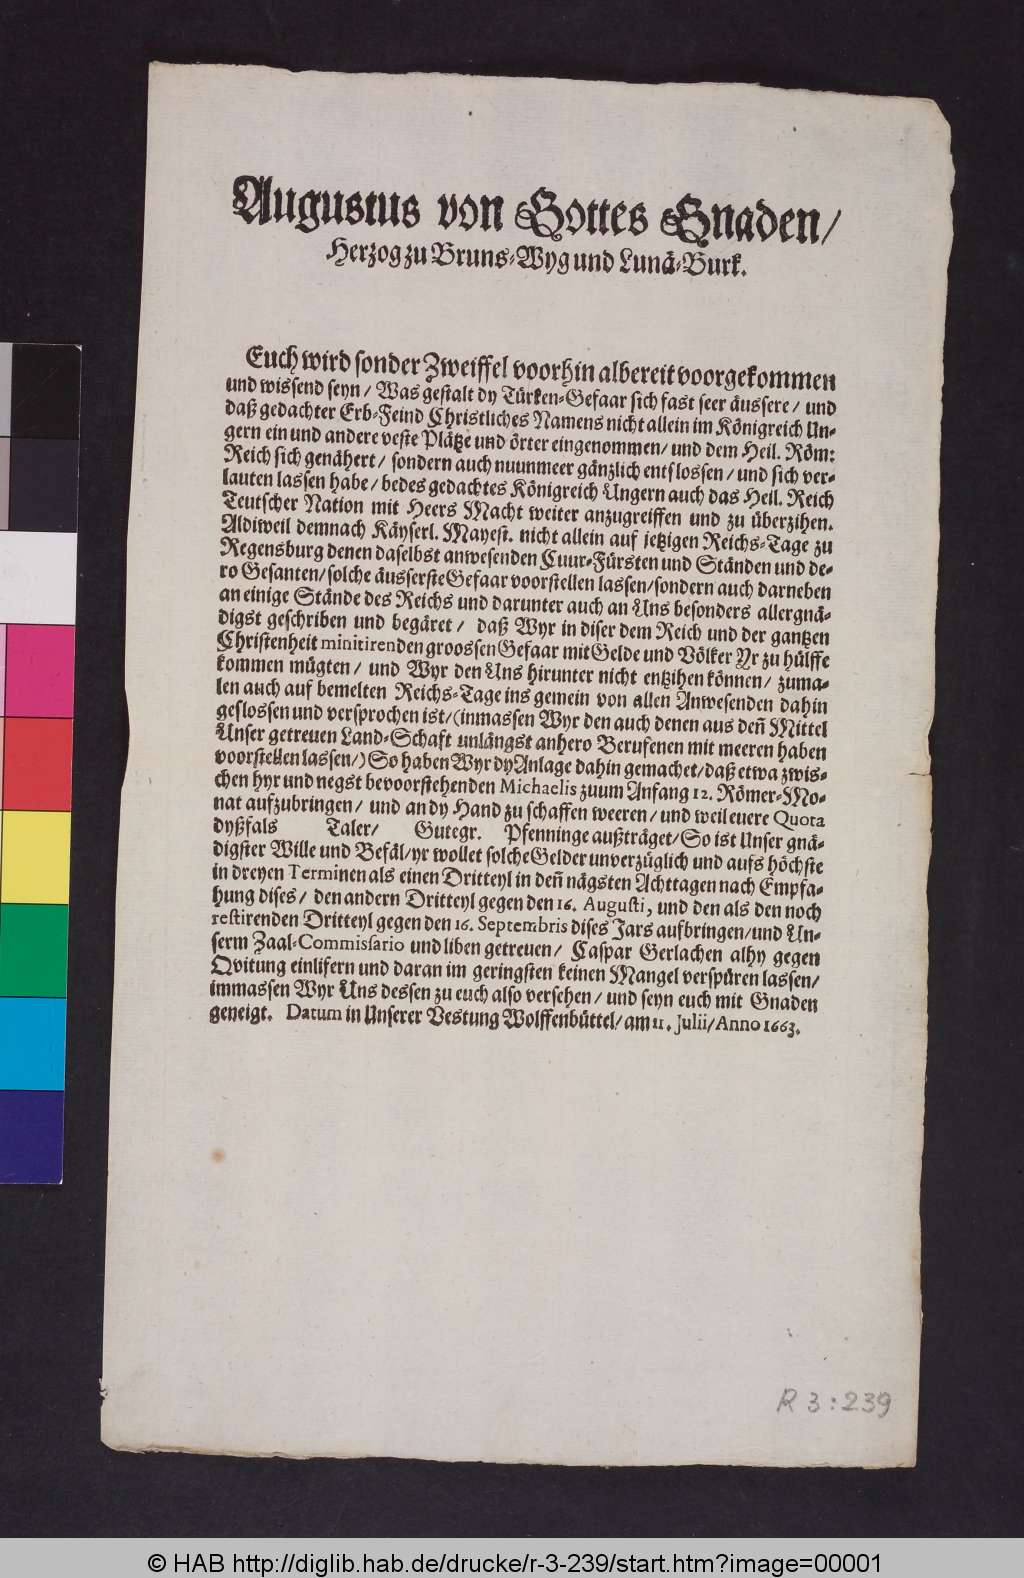 Augustus von Gottes Gnaden/
Herzog zu Bruns-Wyg und Lunä-Burk.
Euch wird sonder Zweiffel voorhin albereit voorgekommen
und wissend seyn/ Was gestalt dy Türken-Gefaar sich fast seer äussere/ und
daß gedachter Erb-Feind Christliches Namens nicht allein im Königreich Un-
gern ein und andere veste Plätze und örter eingenommen/ und dem Heil. Röm:
Reich sich genähert/ sondern auch nuunmeer gänzlich entslossen/ und sich ver-
lauten lassen habe/ bedes gedachtes Königreich Ungern auch das Heil. Reich
Teutscher Nation mit Heers Macht weiter anzugreiffen und zu überzihen.
Aldiweil demnach Käyserl. Mayest. nicht allein auf jetzigen Reichs-Tage zu
Regensburg denen daselbst anwesenden Cuur-Fürsten und Ständen und de-
ro Gesanten/ solche äusserste Gefaar voorstellen lassen/ sondern auch darneben
an einige Stände des Reichs und darunter auch an Uns besonders allergnä-
digst geschriben und begäret/ daß Wyr in diser dem Reich und der gantzen
Christenheit minitirenden groossen Gefaar mit Gelde und Völker Yr zu hülffe
kommen mügten/ und Wyr den Uns hirunter nicht entzihen können/ zuma-
len auch auf bemelten Reichs-Tage ins gemein von allen Anwesenden dahin
geslossen und versprochen ist/ (inmassen Wyr den auch denen aus den̄ Mittel
Unser getreuen Land-Schaft unlängst anhero Berufenen mit meeren haben
voorstellen lassen/) So haben Wyr dy Anlage dahin gemachet/ daß etwa zwis-
chen hyr und negst bevoorstehenden Michaelis zuum Anfang 12. Römer-Mo-
nat aufzubringen/ und an dy Hand zu schaffen weeren/ und weil euere Quota
dyßfals Taler/ Gutegr. Pfenninge außträget/ So ist Unser gnä-
digster Wille und Befäl/ yr wollet solche Gelder unverzüglich und aufs höchste
in dreyen Terminen als einen Dritteyl in den̄ nägsten Achttagen nach Empfa-
hung dises/ den andern Dritteyl gegen den 16. Augusti, und den als den noch
restirenden Dritteyl gegen den 16. Septembris dises Jars aufbringen/ und Un-
serm Zaal-Commissario und liben getreuen/ Caspar Gerlachen alhy gegen
Qvitung einlifern und daran im geringsten keinen Mangel verspüren lassen/
immassen Wyr Uns dessen zu euch also versehen/ und seyn euch mit Gnaden
geneigt. Datum in Unserer Vestung Wolffenbüttel/ am 11. Julii/ Anno 1663.
R 3:239
© HAB http://diglib.hab.de/drucke/r-3-239/start.htm?image=00001